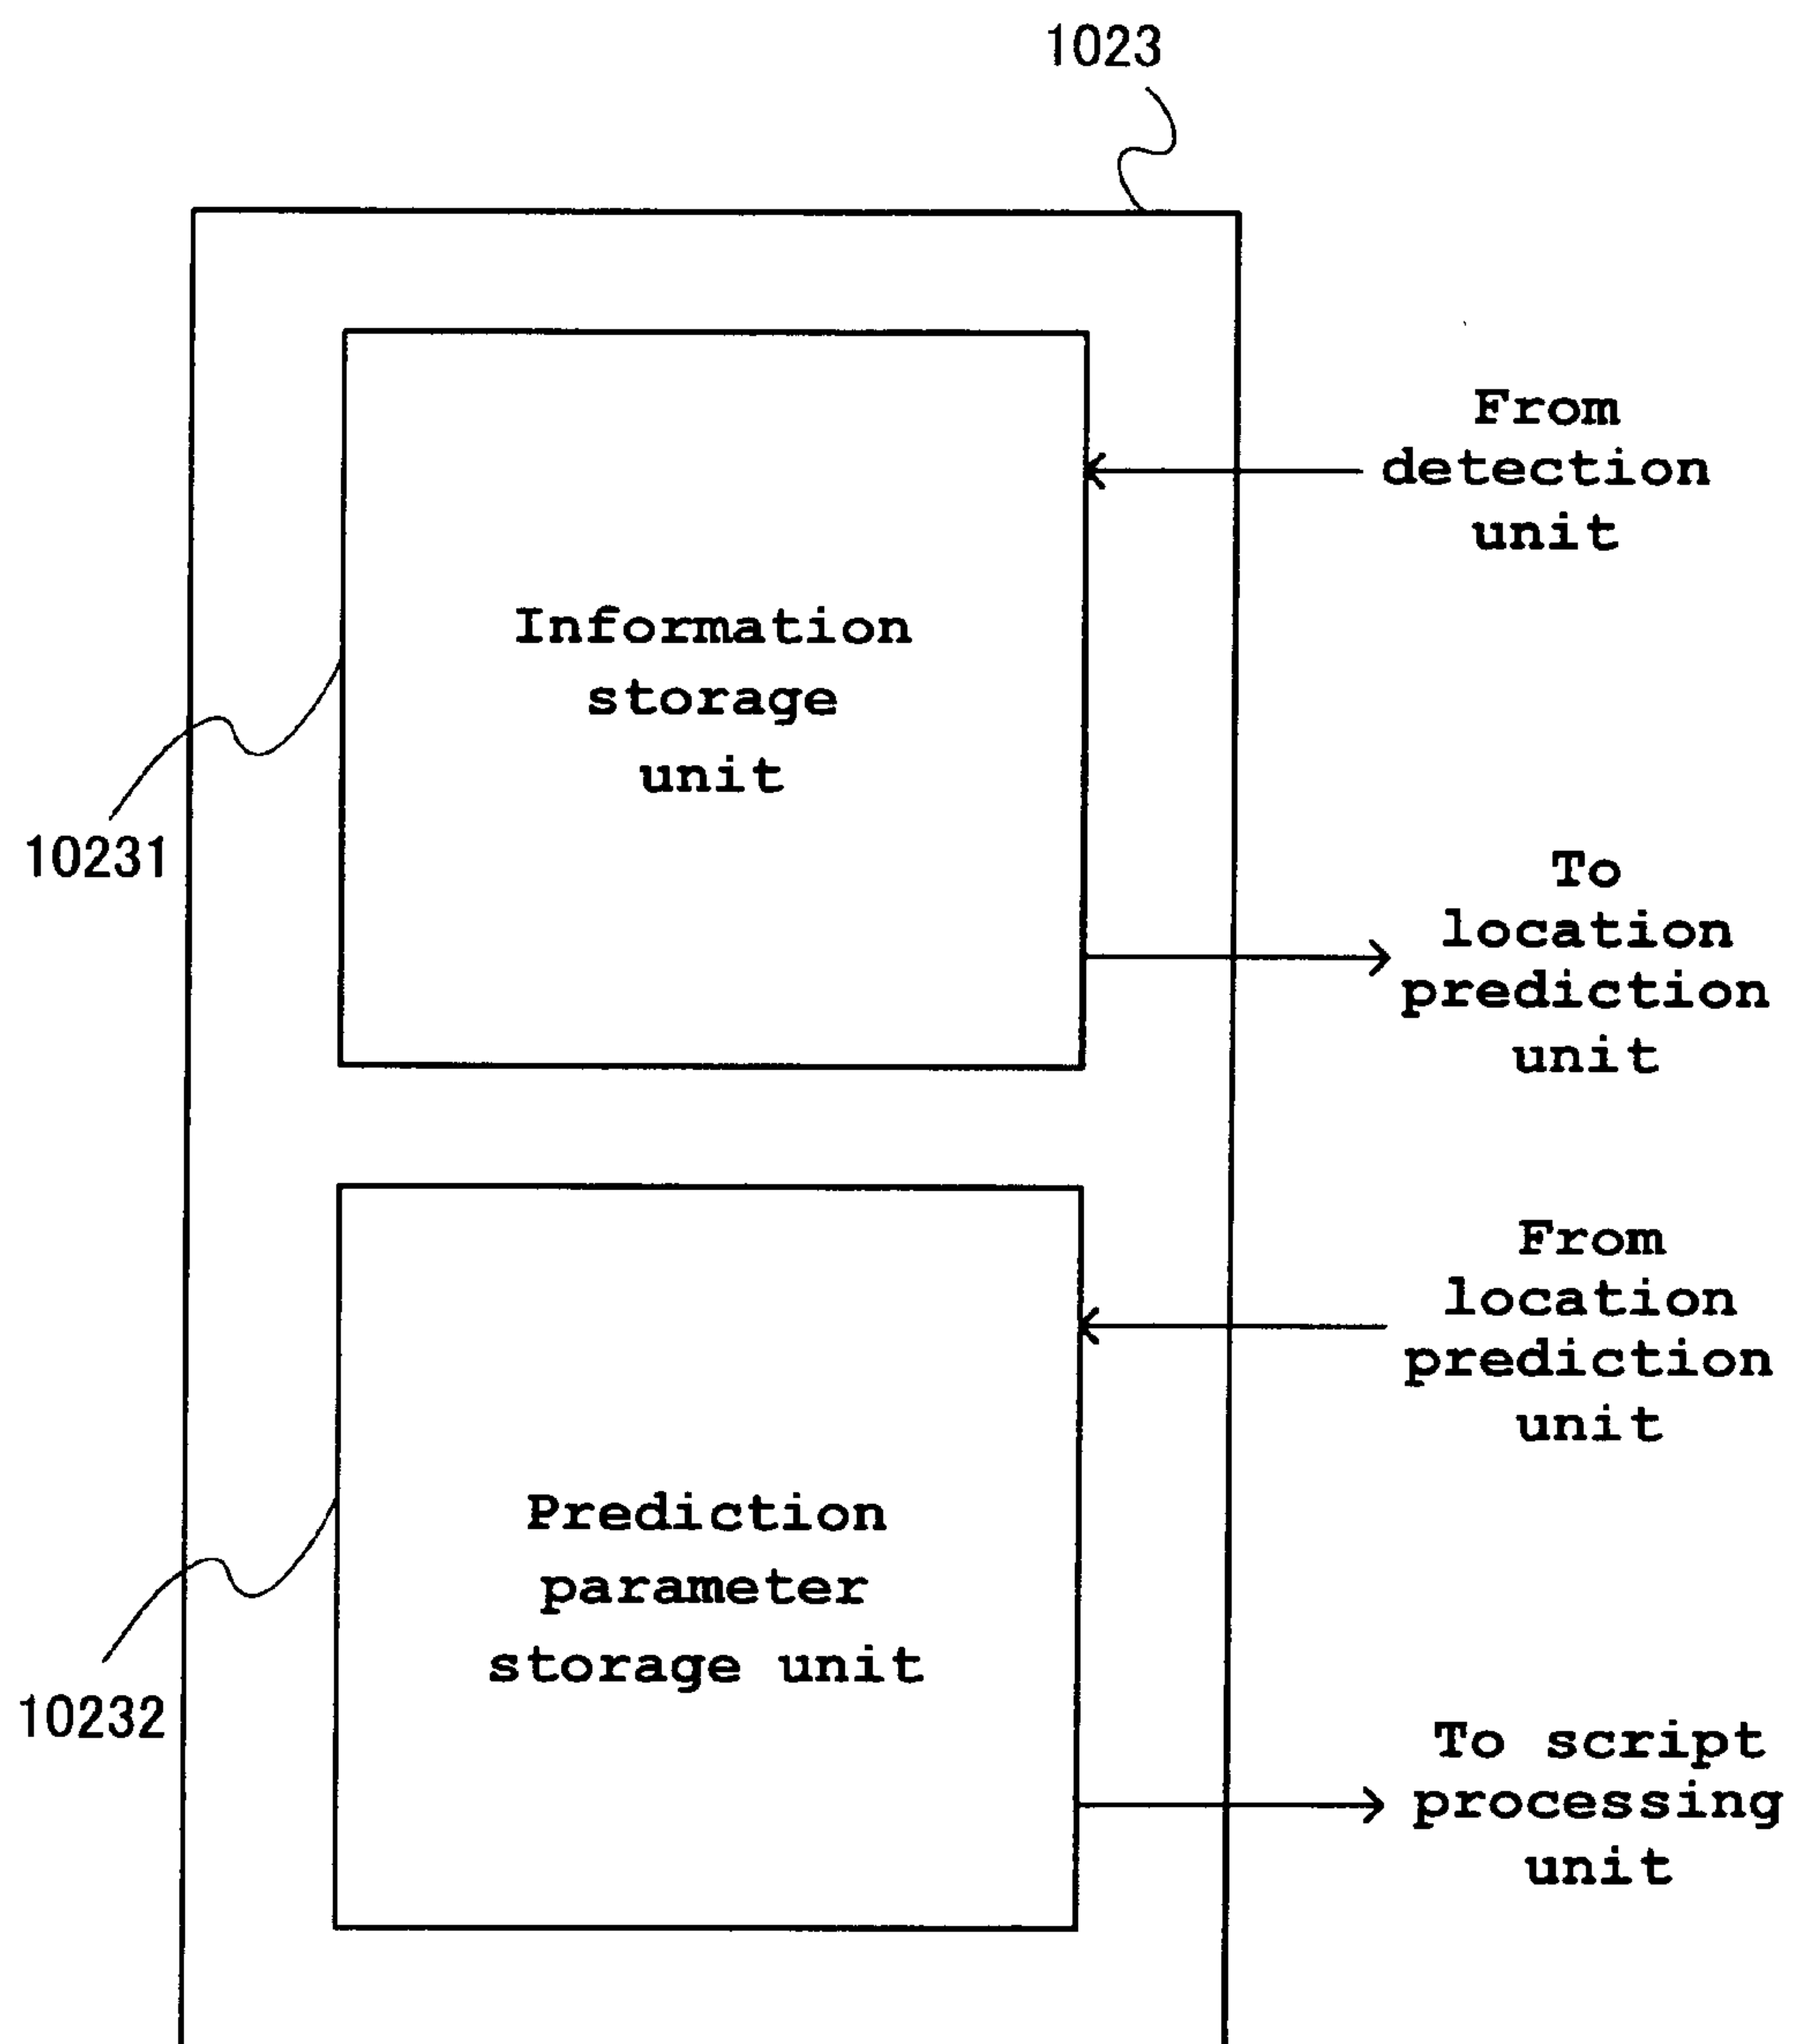 1023
From
detection
unit
Information
storage
unit
10231
To
location
prediction
unit
From
location
prediction
unit
Prediction
parameter
storage unit
10232
To script
processing
unit